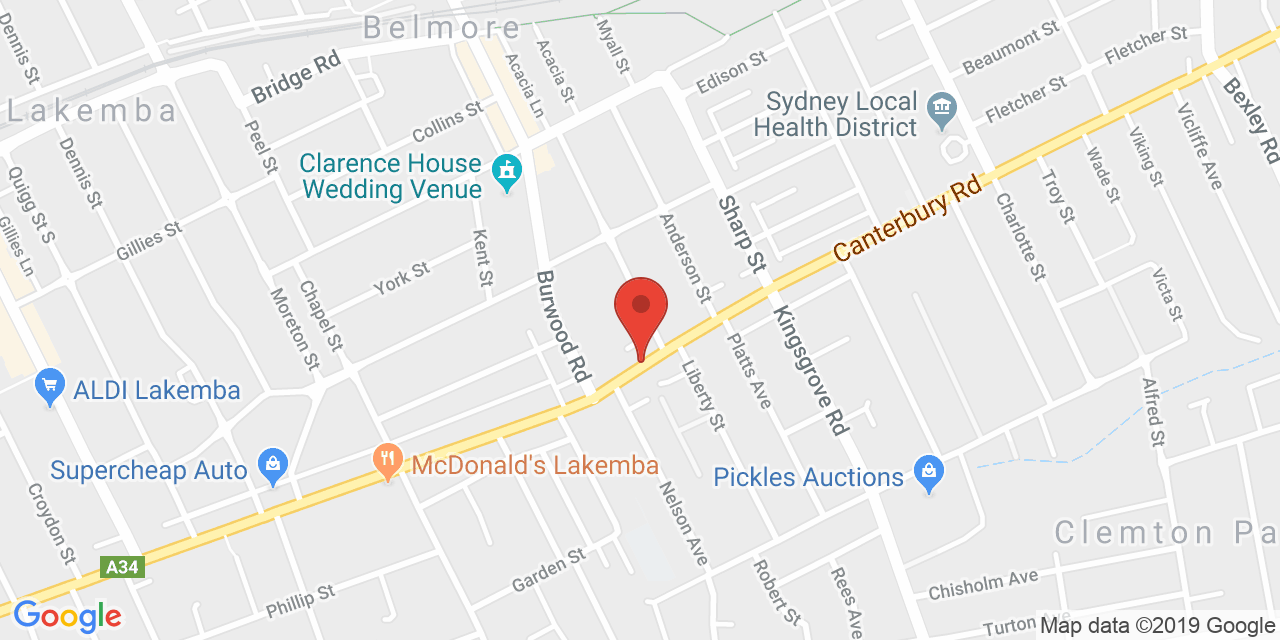 Belmore
Lakemba
Dennis St
Bridge Rd
Acacia Ln
Acacia St
Myall St
Edison St
Beaumont St
Fletcher St
Fletcher St
Bexley Rd
Sydney Local
Health District
Collins St
Peel St
Dennis St
Clarence House
Wedding Venue
Quigg St S
Gillies Ln
Gillies St
Kent St
York St
Moreton St
Chapel St
Burwood Rd
Anderson St
Sharp St
Canterbury Rd
Charlotte St
Troy St
Wade St
Viking St
Vicliffe Ave
Victa St
Kingsgrove Rd
Platts Ave
Liberty St
Alfred St
ALDI Lakemba
Supercheap Auto
McDonald's Lakemba
Pickles Auctions
Croydon St
Nelson Ave
Clemton Pa
A34
Garden St
Phillip St
Robert St
Rees Ave
Chisholm Ave
Turton Ave
Google
Map data ©2019 Google